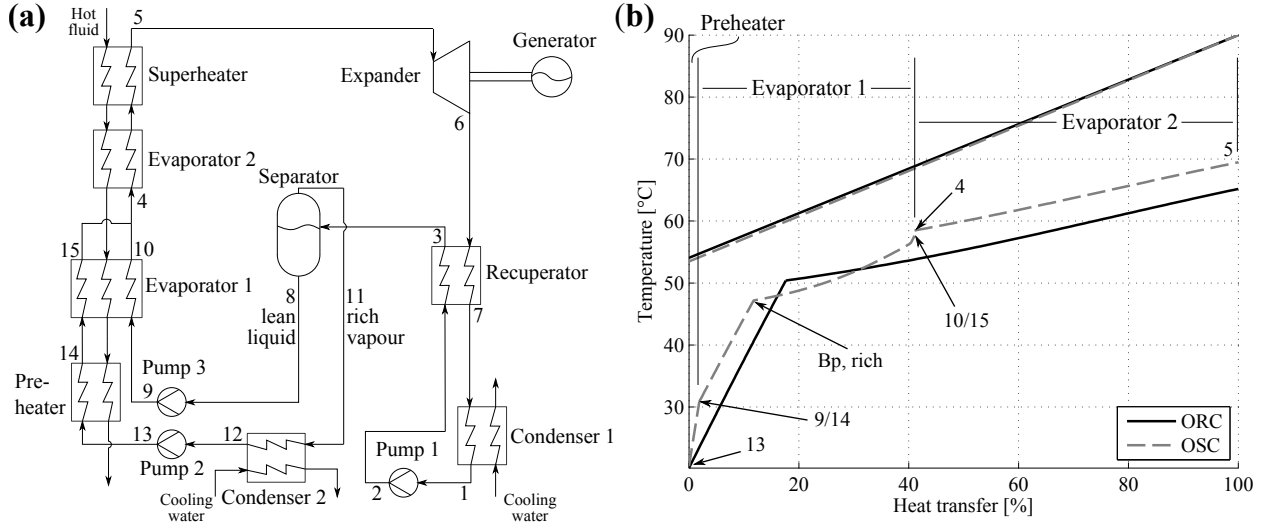 (a)
Hot
fluid
5
Superheater
Expander
Generator
6
Evaporator 2
Separator
4
3
15
10
Recuperator
Evaporator 1
8
lean
liquid
11
rich
vapour
7
14
Pre-
heater
Pump 3
9
13
12
Pump 2
Pump 1
Condenser 1
2
1
Cooling
water
Condenser 2
Cooling
water
(b)
Preheater
90
80
70
60
50
40
30
Temperature [°C]
Evaporator 1
Evaporator 2
5
4
10/15
Bp, rich
9/14
13
ORC
OSC
0
20
40
60
80
100
Heat transfer [%]